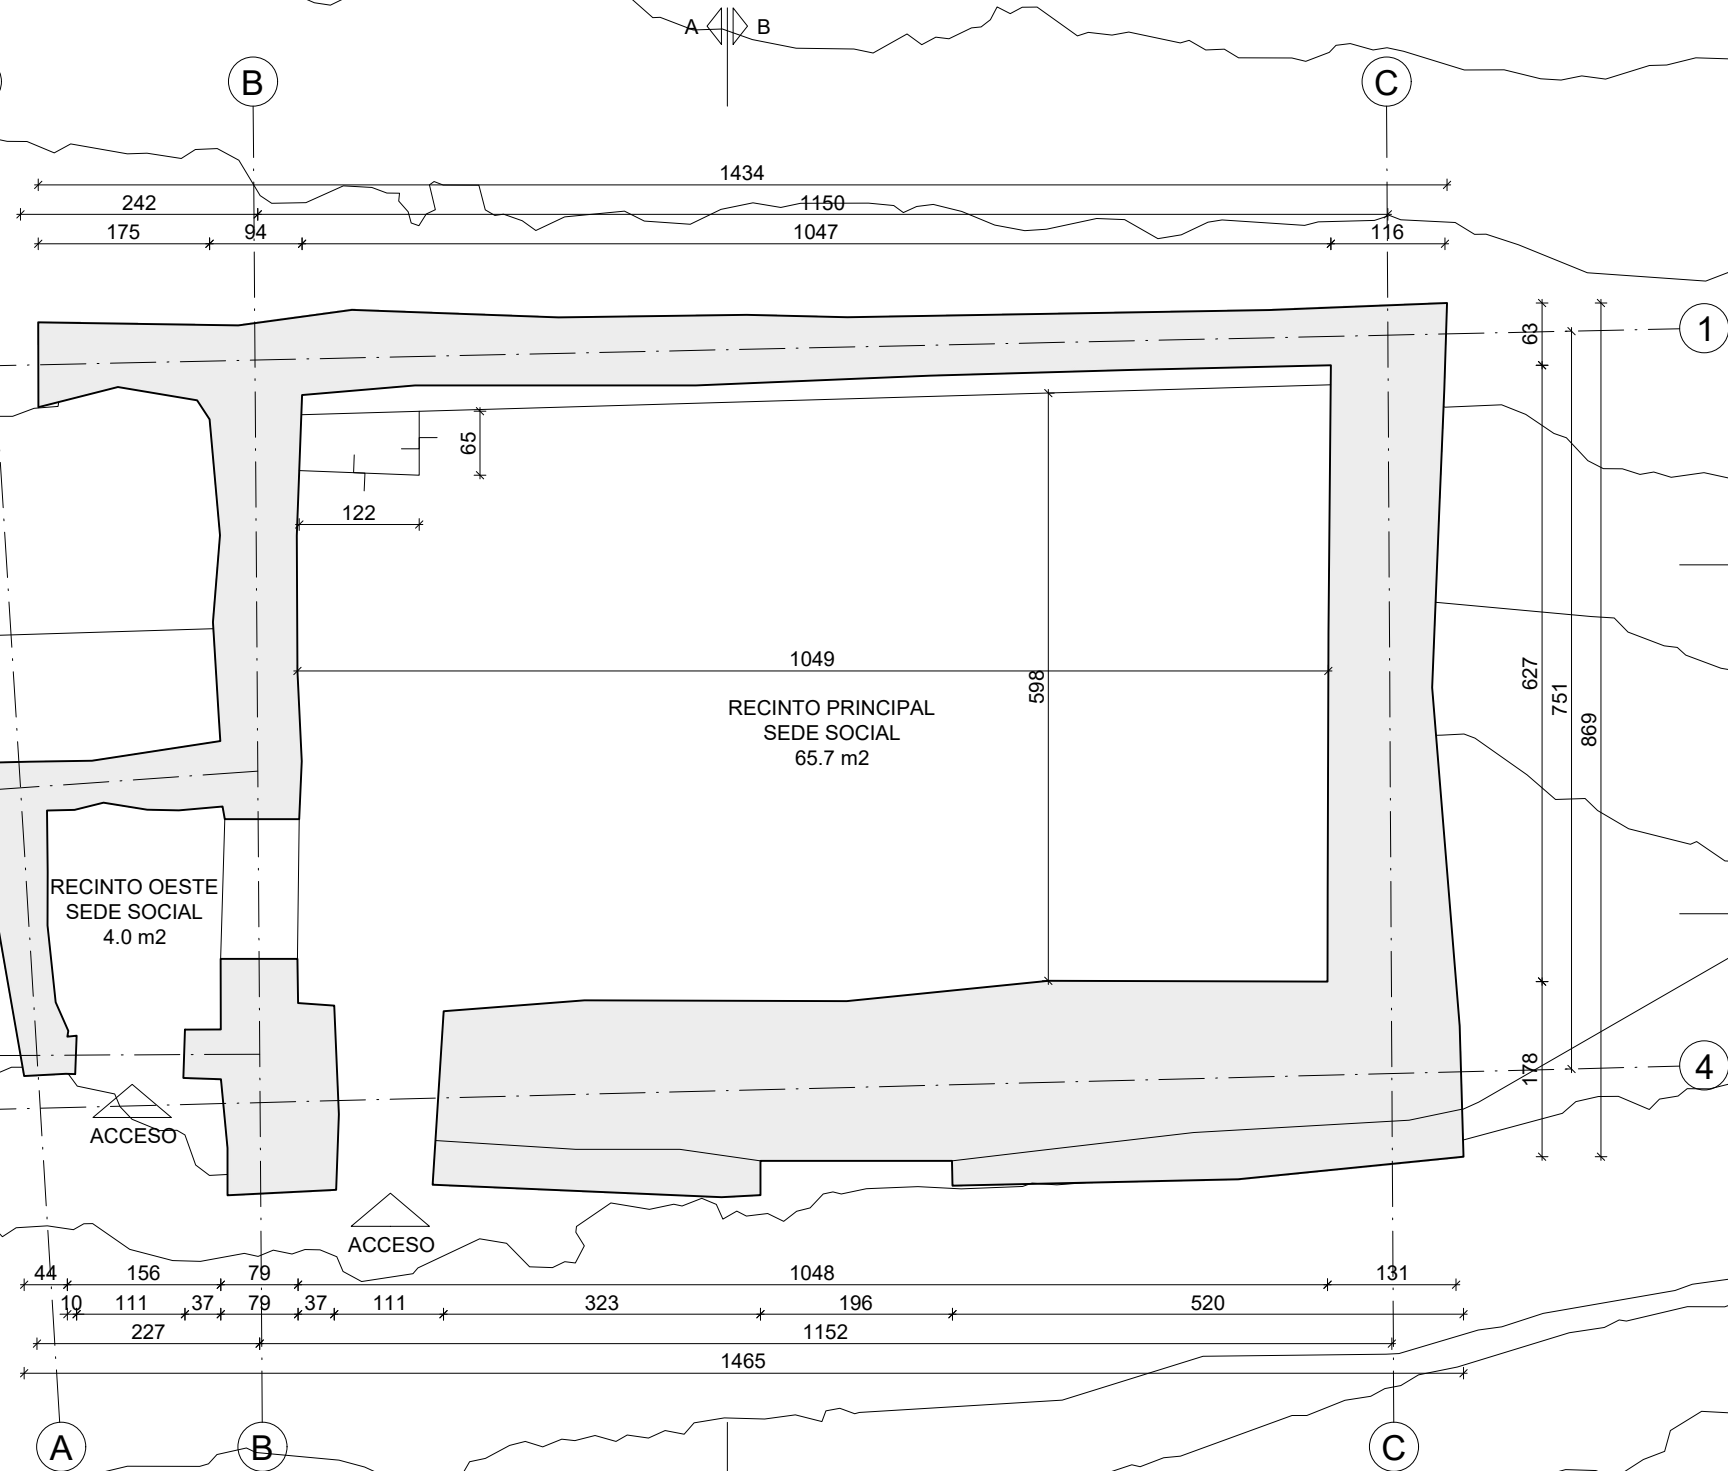 A B
B
C
1434
242
1150
175
94
1047
116
1
63
65
122
1049
598
627
751
869
RECINTO PRINCIPAL
SEDE SOCIAL
65.7 m2
RECINTO OESTE
SEDE SOCIAL
4.0 m2
178
4
ACCESO
ACCESO
44
156
79
1048
131
10
111
37
79
37
111
323
196
520
227
1152
1465
A
B
C